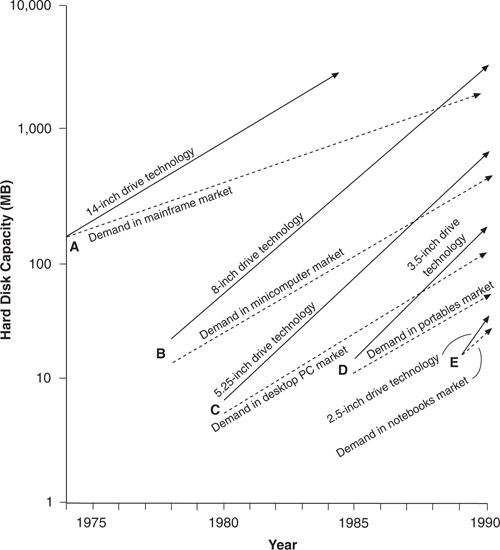 10,000
1,000
100
10
1
Hard Disk Capacity (MB)
14-inch drive technology
Demand in mainframe market
A
8-inch drive technology
Demand in minicomputer market
B
3.5-inch drive
technology
5.25-inch drive technology
Demand in desktop PC market
C
D
Demand in portables market
E
2.5-inch drive technology
Demand in notebooks market
1975
1980
1985
1990
Year